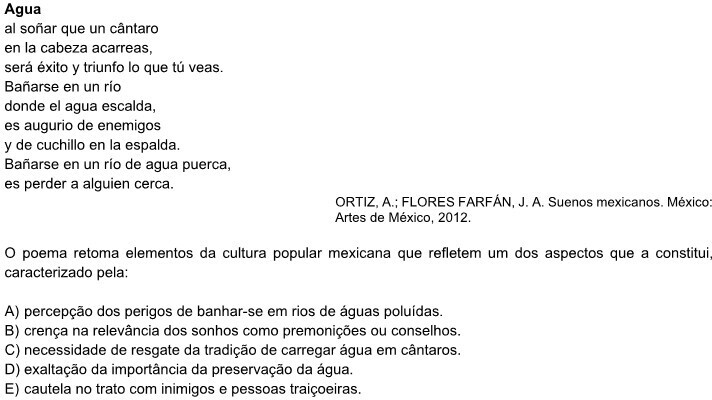 Agua
al soñar que un cântaro
en la cabeza acarreas,
será éxito y triunfo lo que tú veas.
Bañarse en un río
donde el agua escalda,
es augurio de enemigos
y de cuchillo en la espalda.
Bañarse en un río de agua puerca,
es perder a alguien cerca.
ORTIZ, A.; FLORES FARFÁN, J. A. Suenos mexicanos. México:
Artes de México, 2012.
O poema retoma elementos da cultura popular mexicana que refletem um dos aspectos que a constitui,
caracterizado pela:
A) percepção dos perigos de banhar-se em rios de águas poluídas.
B) crença na relevância dos sonhos como premonições ou conselhos.
C) necessidade de resgate da tradição de carregar água em cântaros.
D) exaltação da importância da preservação da água.
E) cautela no trato com inimigos e pessoas traiçoeiras.